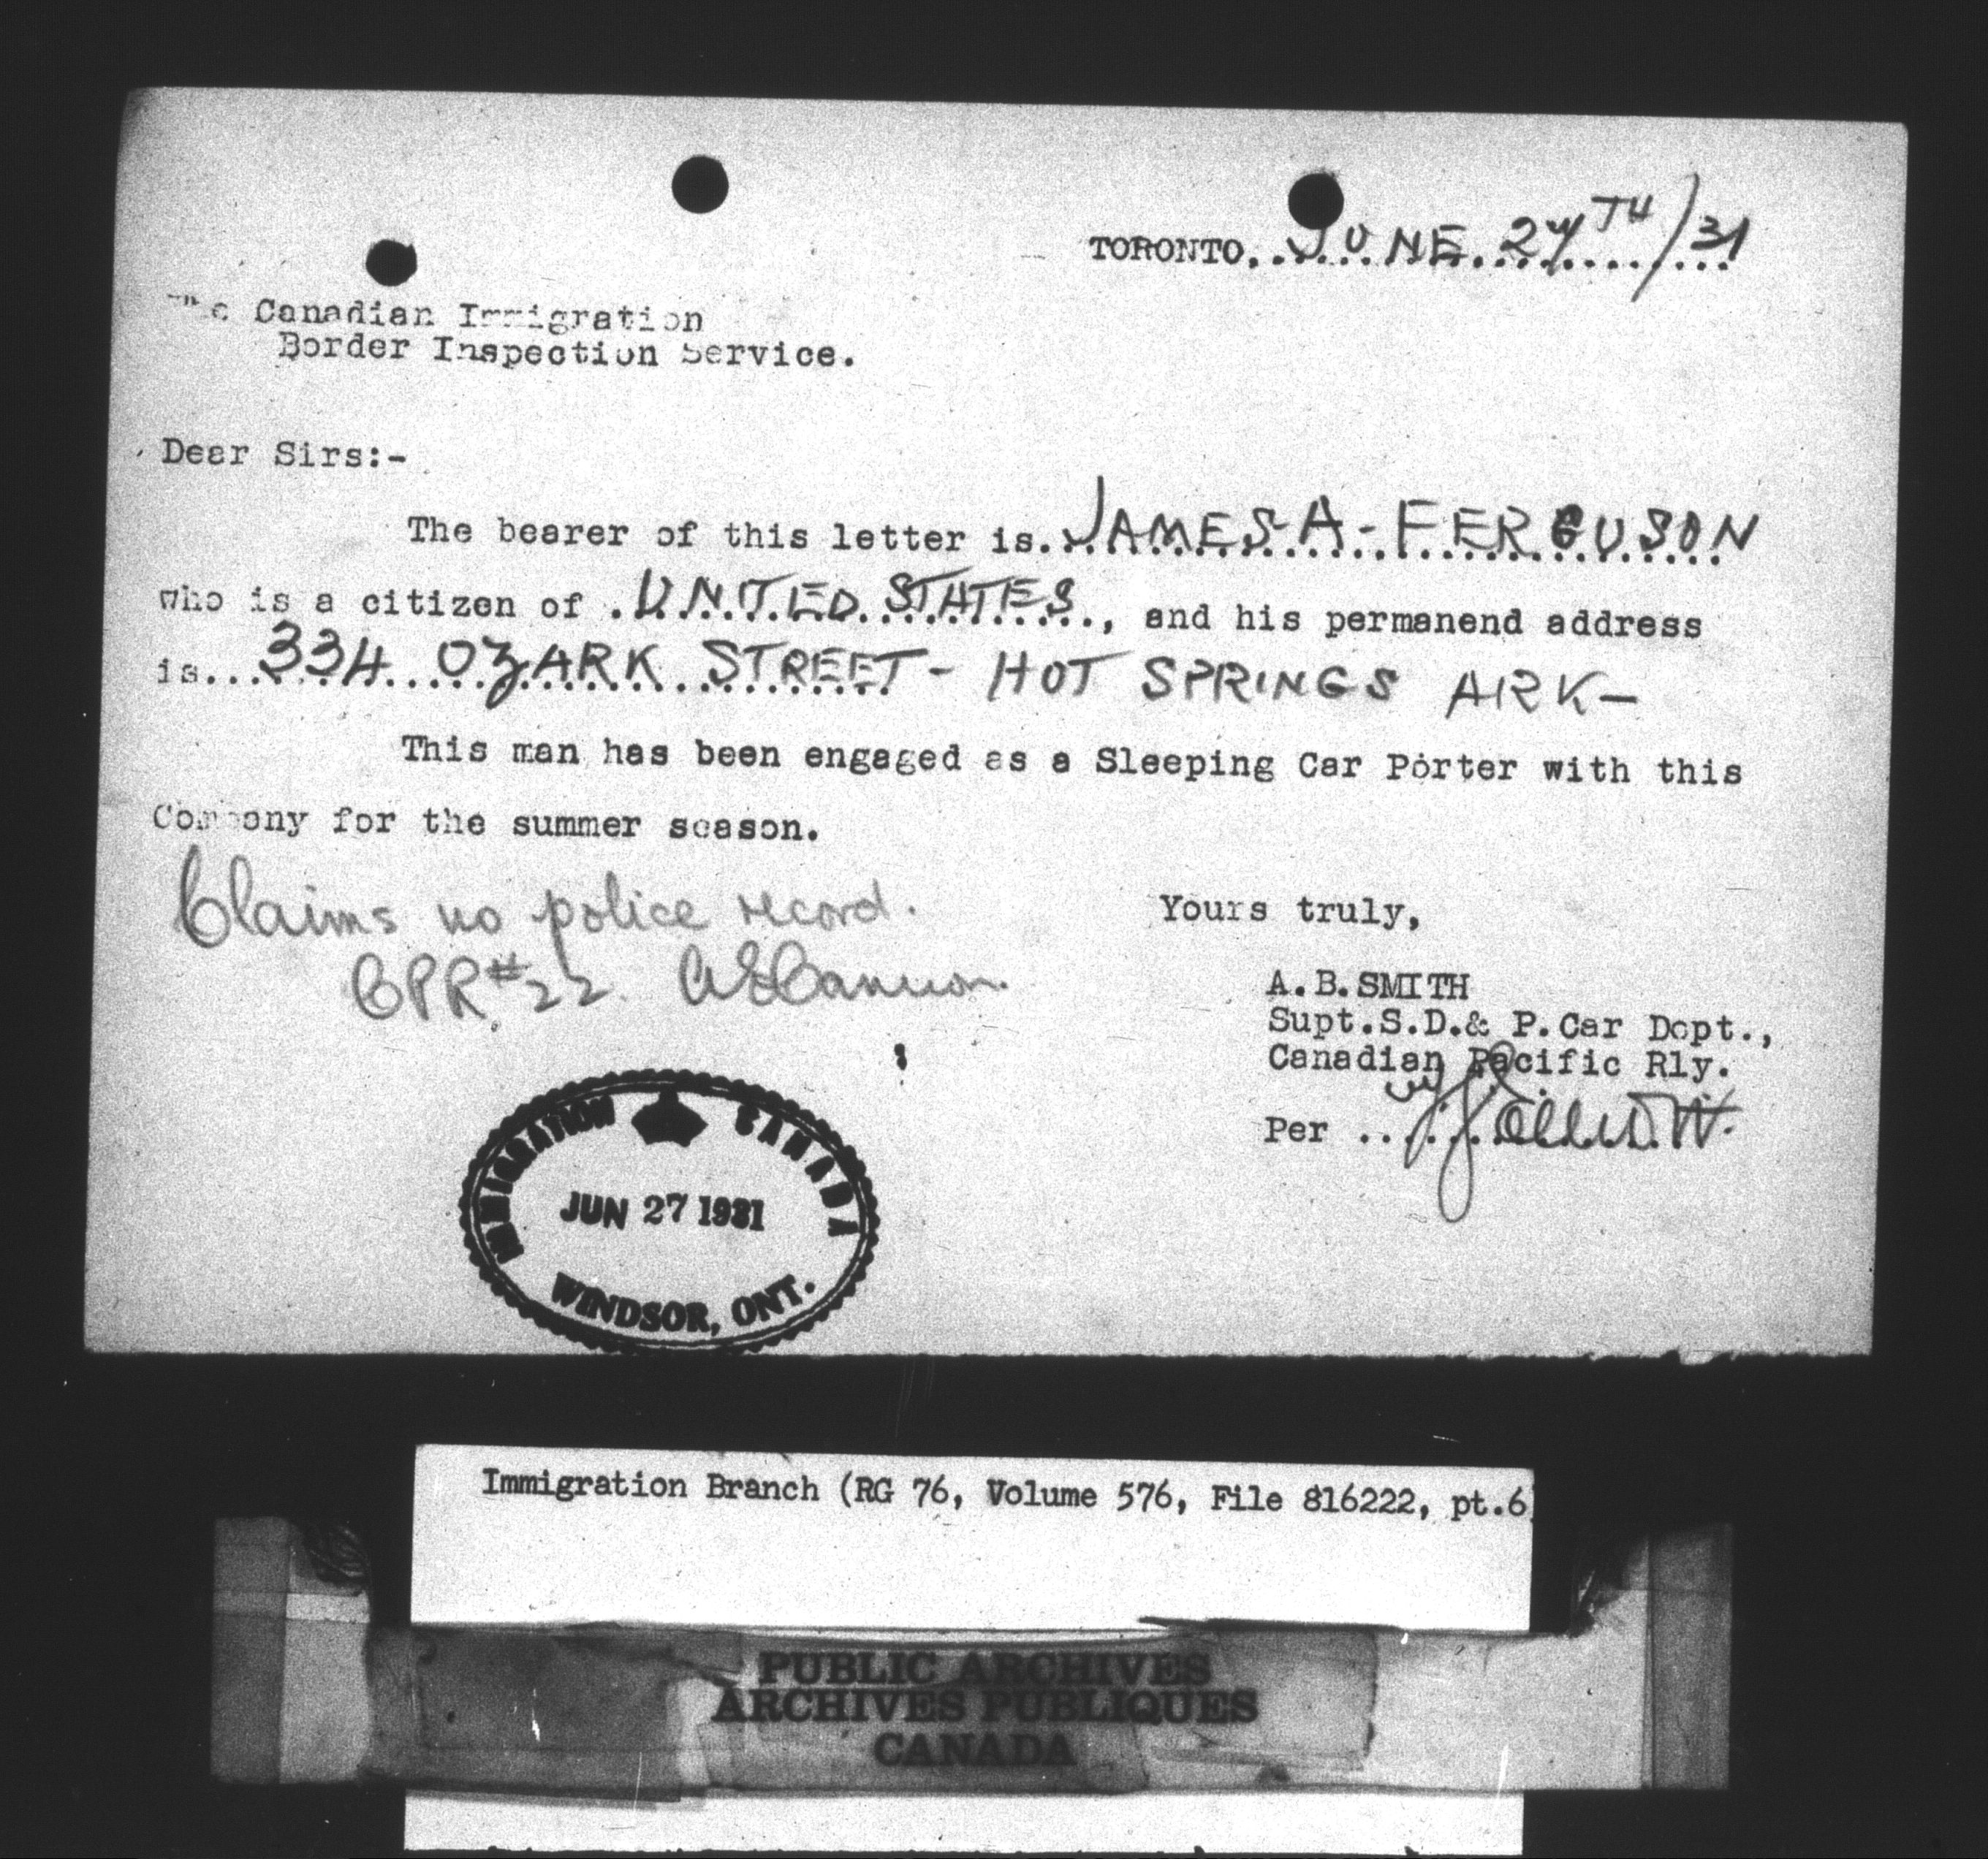 TORONTO, JUNE 24TH/31
The Canadian Immigration
Border Inspection Service.
Dear Sirs:-
The bearer of this letter is. JAMES A - FERGUSON
who is a citizen of . UNITED STATES , and his permanend address
is... 334 OZARK STREET - HOT SPRINGS ARK-
This man has been engaged as a Sleeping Car Porter with this
Company for the summer season.
Claims no police record.
CPR #22. AECannon.
Yours truly,
A.B.SMITH
Supt.S.D.& P.Car Dept.,
Canadian Pacific Rly.
Per
IMMIGRATION CANADA
JUN 27 1931
WINDSOR, ONT.
Immigration Branch (RG 76, Volume 576, File 816222, pt.6
PUBLIC ARCHIVES
ARCHIVES PUBLIQUES
CANADA